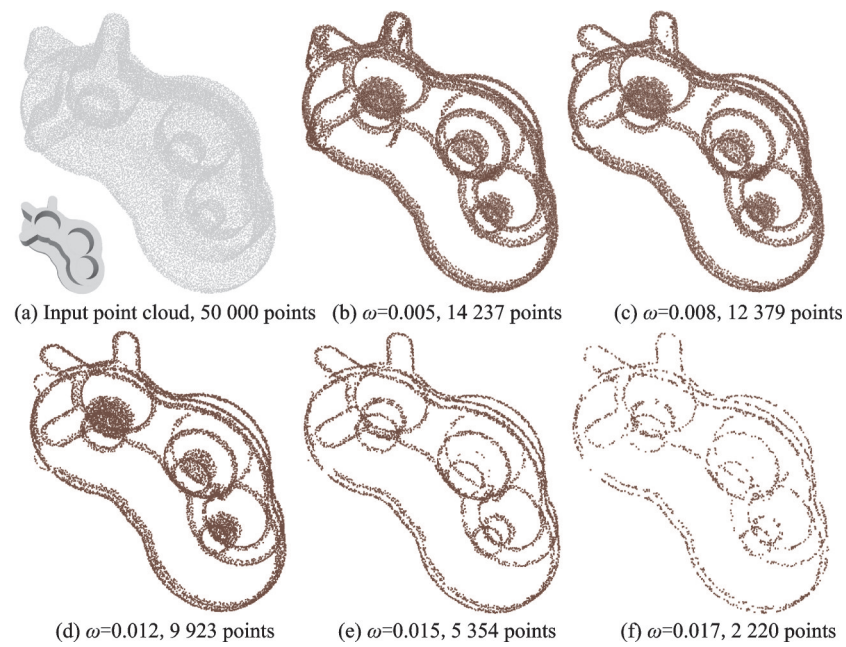 (a) Input point cloud, 50 000 points
(b) ω=0.005, 14 237 points
(c) ω=0.008, 12 379 points
(d) ω=0.012, 9 923 points
(e) ω=0.015, 5 354 points
(f) ω=0.017, 2 220 points